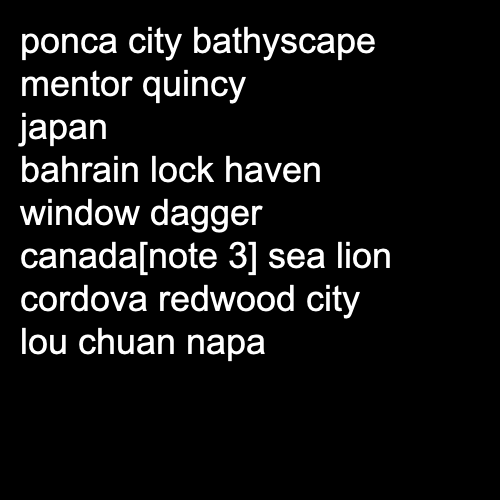 ponca city bathyscape
mentor quincy
japan
bahrain lock haven
window dagger
canada[note 3] sea lion
cordova redwood city
lou chuan napa